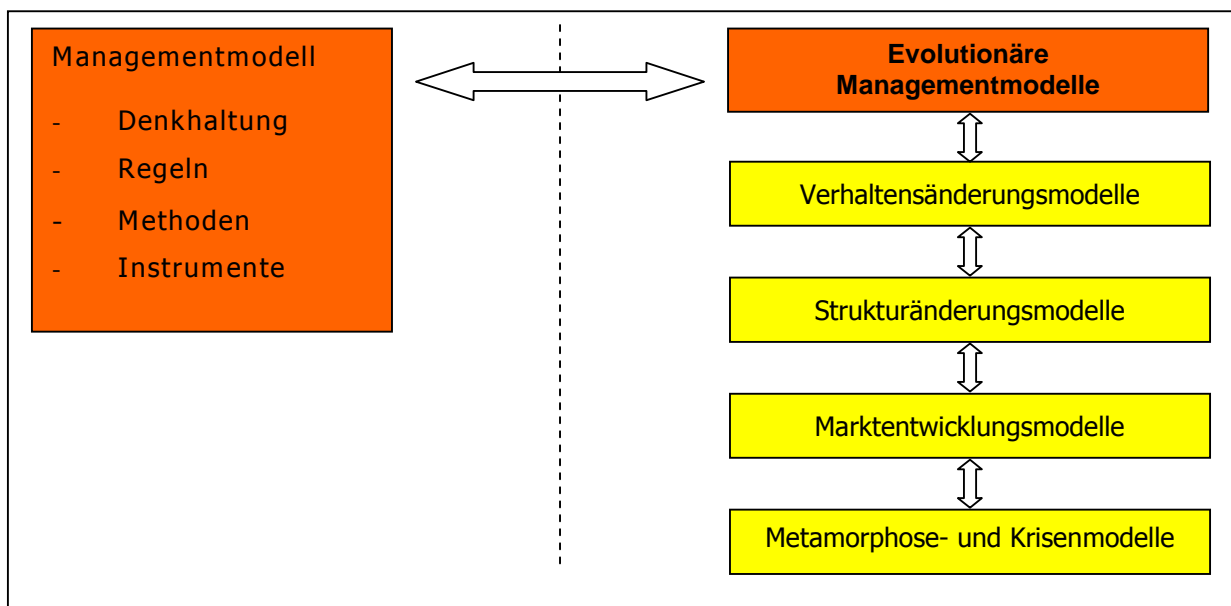 Managementmodell
- Denkhaltung
- Regeln
- Methoden
- Instrumente
Evolutionäre
Managementmodelle
Verhaltensänderungsmodelle
Strukturänderungsmodelle
Marktentwicklungsmodelle
Metamorphose- und Krisenmodelle